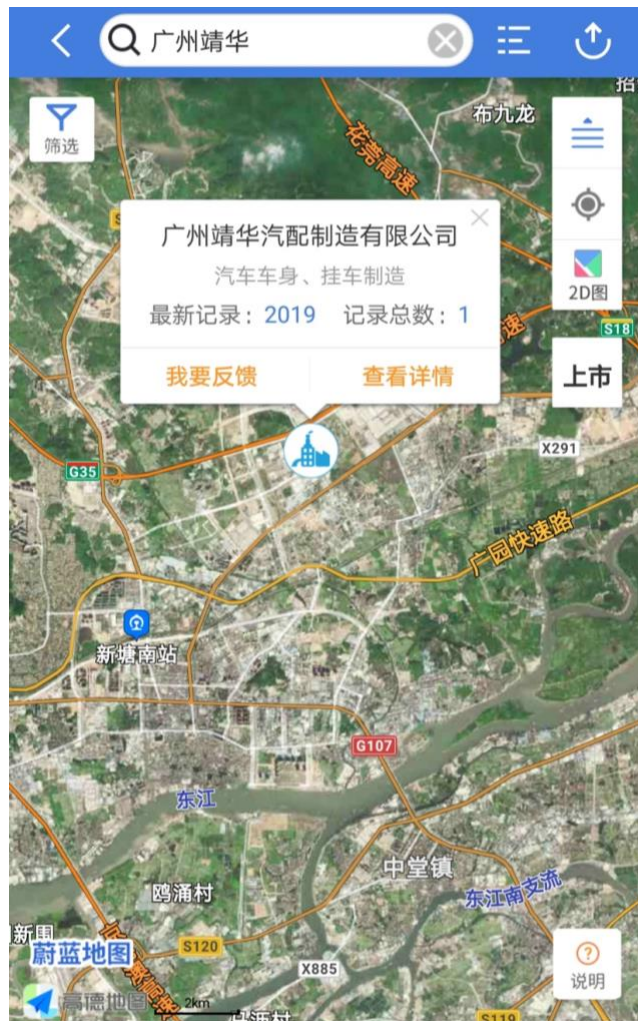 广州靖华
招
筛选
布九龙
花莞高速
S
广州靖华汽配制造有限公司
汽车车身、挂车制造
最新记录：2019 记录总数：1
我要反馈 查看详情
2D图
速
S18
上市
X291
G35
广园快速路
新塘南站
G107
东江
中堂镇
东江南支流
鸥涌村
新围
蔚蓝地图
S120
X885
说明
高德地图
2km
S119